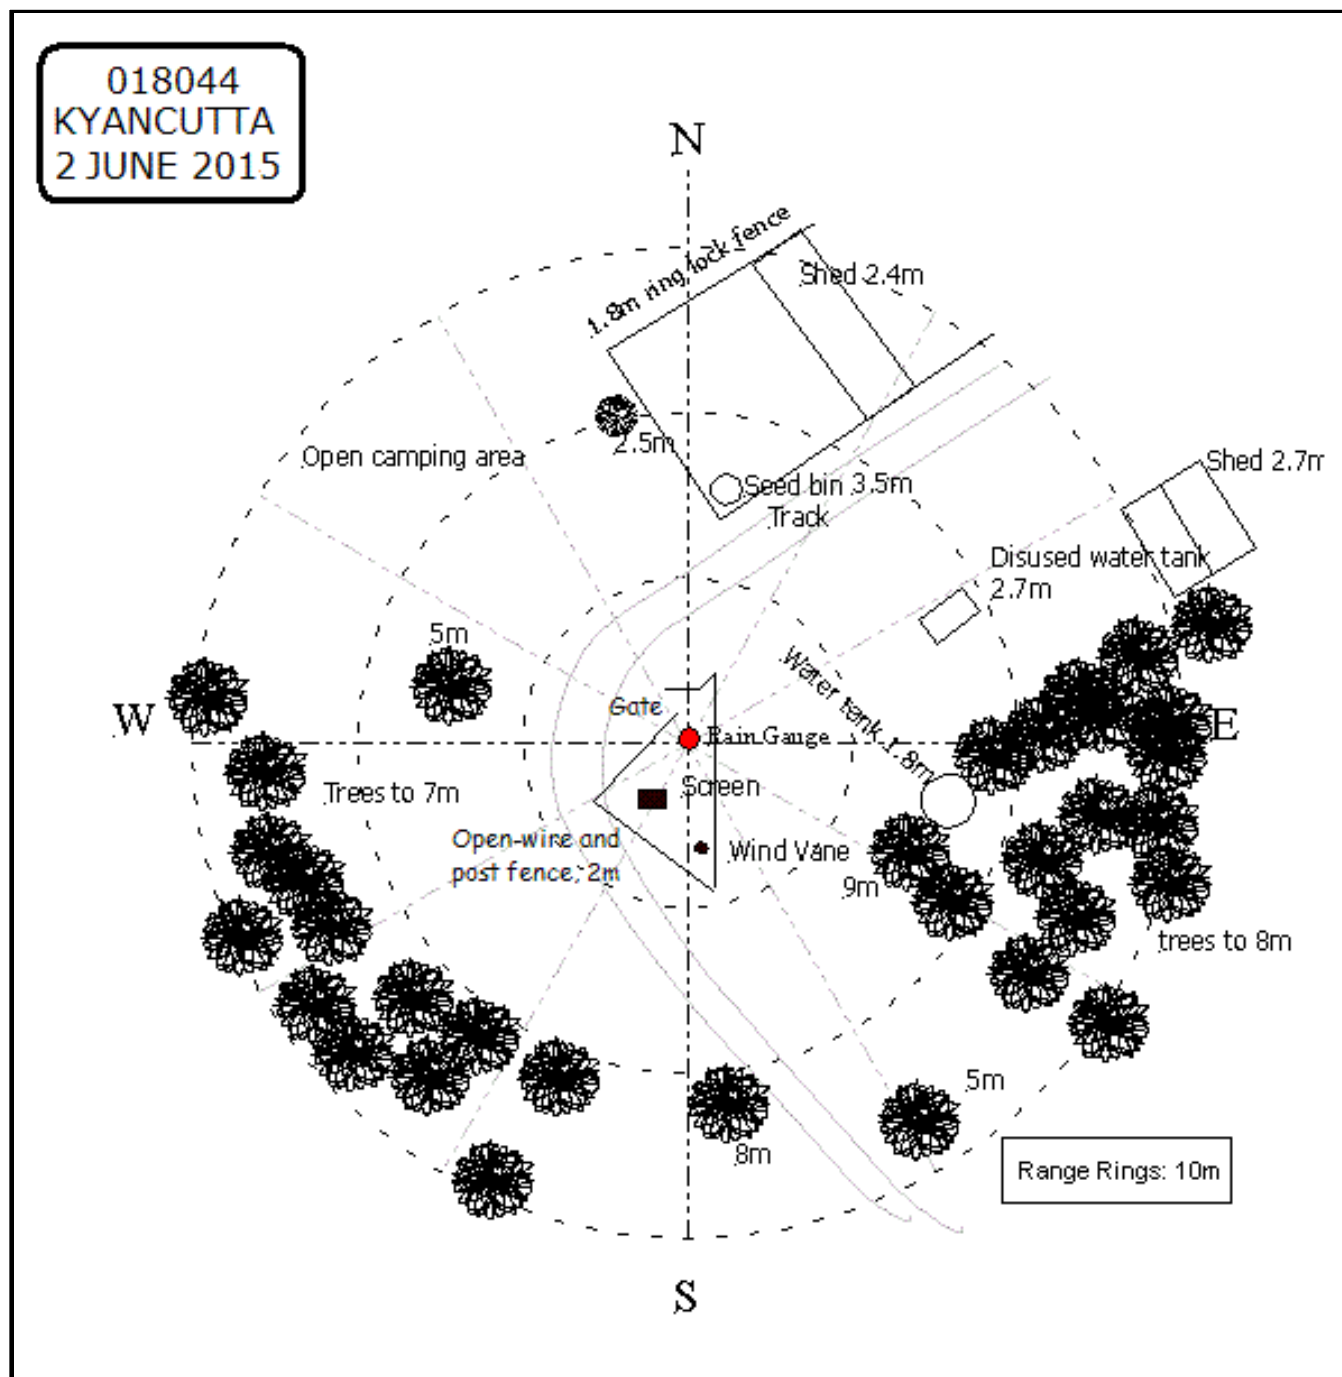 018044
KYANCUTTA
2 JUNE 2015
N
1.8m ring lock fence
Shed 2.4m
2.5m
Open camping area
Seed bin 3.5m
Track
Shed 2.7m
Disused water tank
2.7m
5m
Water tank 1.8m
W
Gate
Rain Gauge
E
Trees to 7m
Screen
Open-wire and
post fence, 2m
Wind Vane
9m
trees to 8m
5m
8m
Range Rings: 10m
S